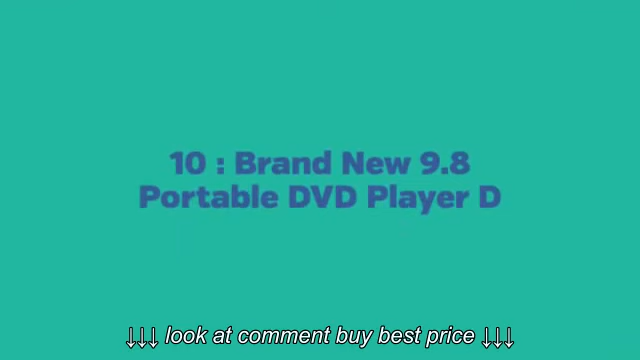 10 : Brand New 9.8
Portable DVD Player D
↓↓↓ look at comment buy best price ↓↓↓